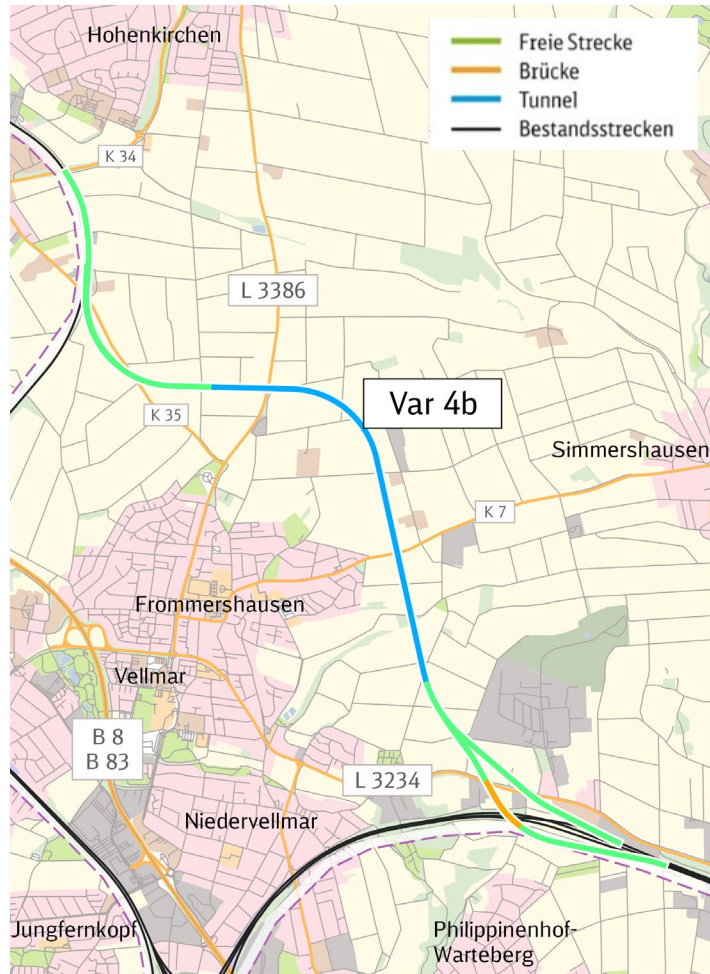 Hohenkirchen
Freie Strecke
Brücke
Tunnel
Bestandsstrecken
K 34
L 3386
Var 4b
K 35
Simmershausen
K 7
Frommershausen
Vellmar
B 8
B 83
L 3234
Niedervellmar
Jungfernkopf
Philippinenhof-
Warteberg